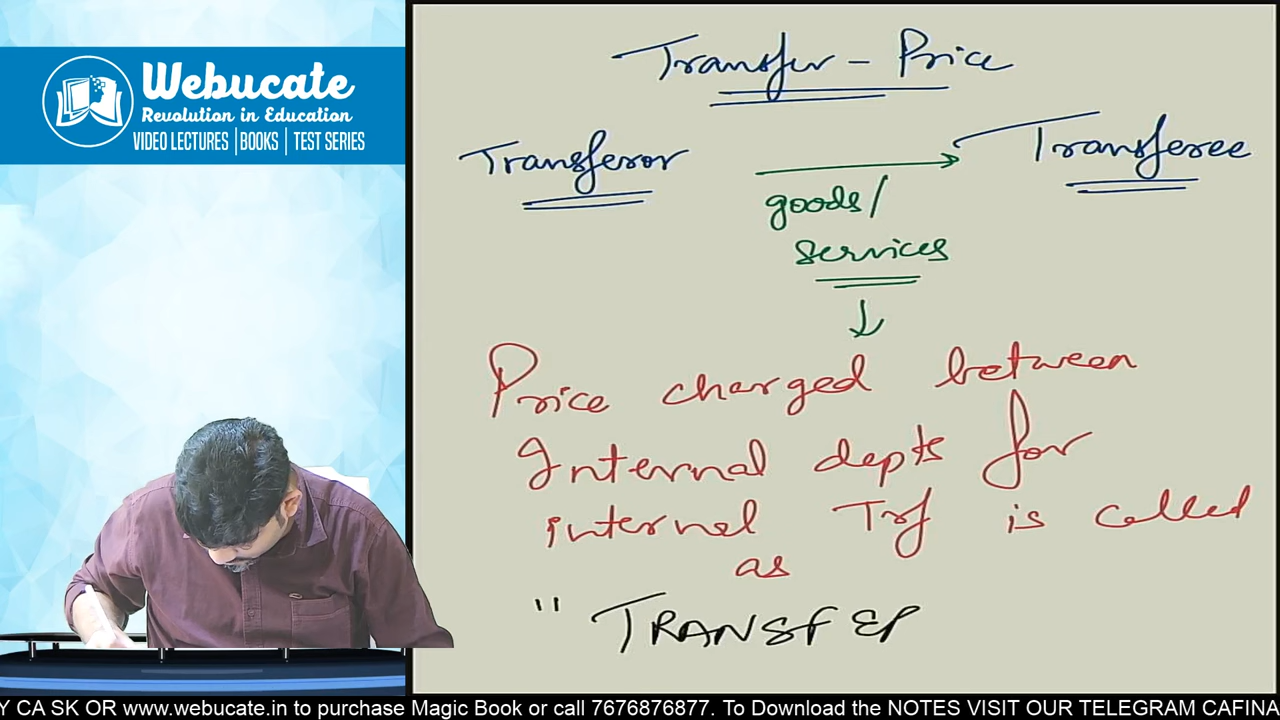 Webucate
Revolution in Education
VIDEO LECTURES | BOOKS | TEST SERIES
Transfer - Price
Transferor
Transferee
goods/
services
Price charged between
Internal depts for
internal Trf is called
as
" TRANSFER
Y CA SK OR www.webucate.in to purchase Magic Book or call 7676876877. To Download the NOTES VISIT OUR TELEGRAM CAFINA